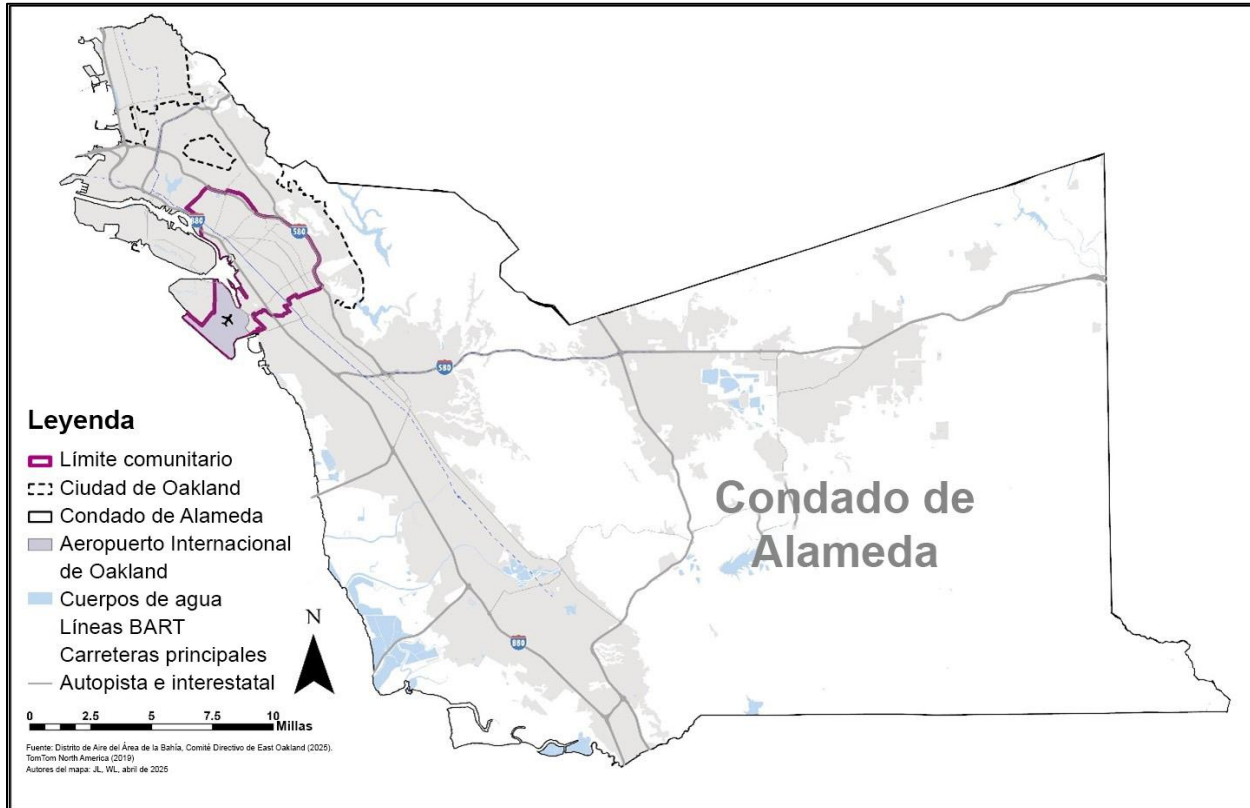 880
580
580
Condado de
Alameda
880
Leyenda
Límite comunitario
Ciudad de Oakland
Condado de Alameda
Aeropuerto Internacional
de Oakland
Cuerpos de agua
Líneas BART
Carreteras principales
Autopista e interestatal
N
0 2.5 5 7.5 10
Millas
Fuente: Distrito de Aire del Área de la Bahía, Comité Directivo de East Oakland (2025).
TomTom North America (2019)
Autores del mapa: JL, WL, abril de 2025